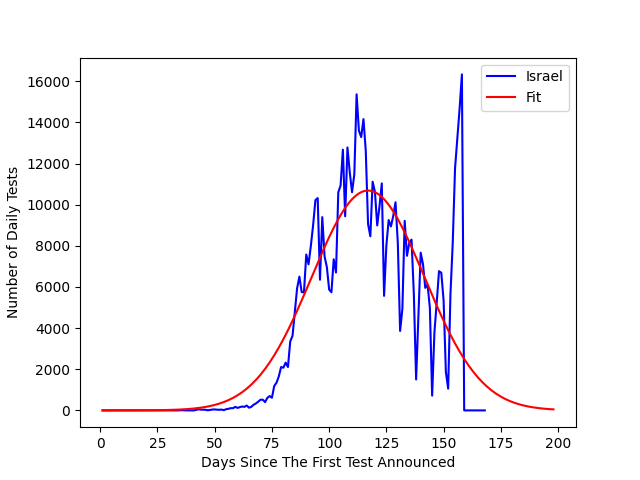 16000
14000
12000
10000
8000
6000
4000
2000
0
Number of Daily Tests
Israel
Fit
0 25 50 75 100 125 150 175 200
Days Since The First Test Announced